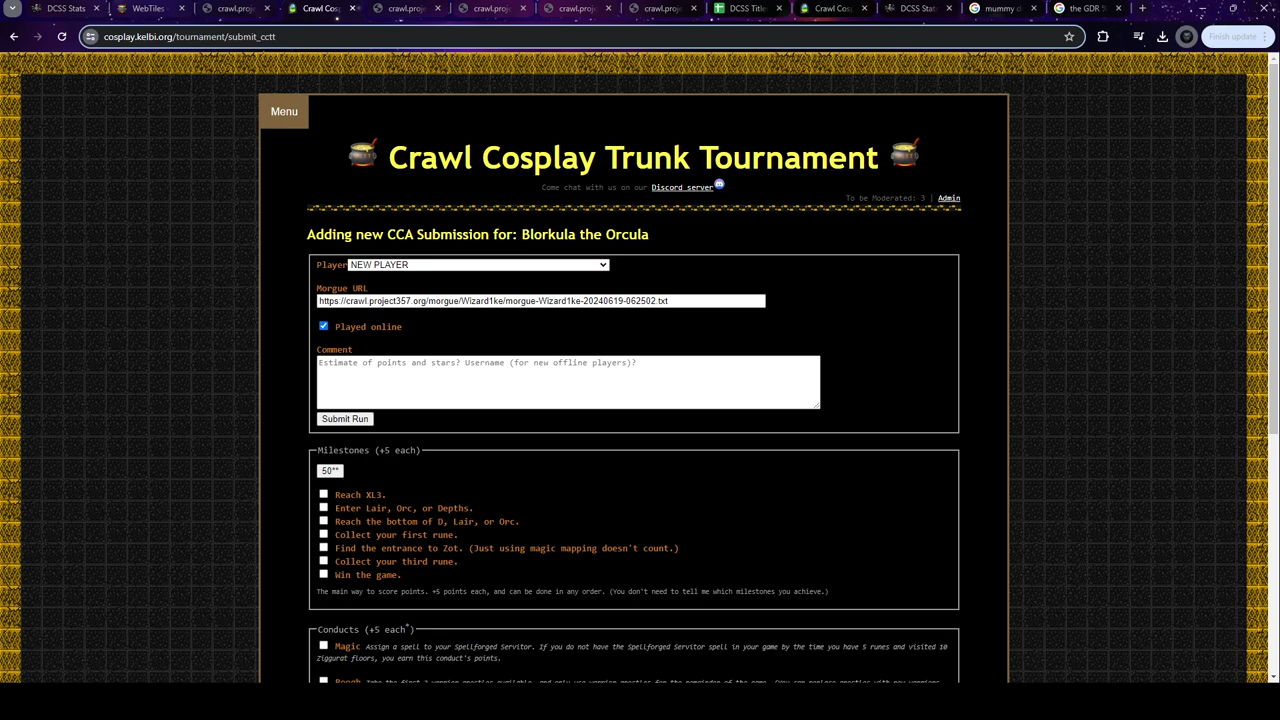 DCSS Stats
WebTiles
crawl.proje
Crawl Cos
crawl.proje
crawl.proje
crawl.proje
crawl.proje
DCSS Title
Crawl Cos
DCSS Stats
mummy d
the GDR
cosplay.kelbi.org/tournament/submit_cctt
Finish update
Menu
Crawl Cosplay Trunk Tournament
Come chat with us on our Discord server
To be Moderated: 3 | Admin
Adding new CCA Submission for: Blorkula the Orcula
Player NEW PLAYER
Morgue URL
https://crawl.project357.org/morgue/Wizard1ke/morgue-Wizard1ke-20240619-062502.txt
Played online
Comment
Estimate of points and stars? Username (for new offline players)?
Submit Run
Milestones (+5 each)
50**
Reach XL3.
Enter Lair, Orc, or Depths.
Reach the bottom of D, Lair, or Orc.
Collect your first rune.
Find the entrance to Zot. (Just using magic mapping doesn't count.)
Collect your third rune.
Win the game.
The main way to score points. +5 points each, and can be done in any order. (You don't need to tell me which milestones you achieve.)
Conducts (+5 each*)
Magic Assign a spell to your Spellforged Servitor. If you do not have the Spellforged Servitor spell in your game by the time you have 5 runes and visited 10
Ziggurat floors, you earn this conduct's points.